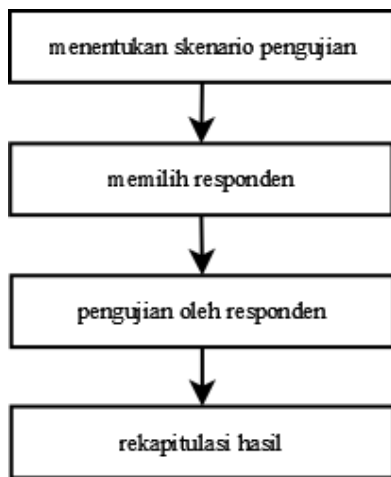 menentukan skenario pengujian
memilih responden
pengujian oleh responden
rekapitulasi hasil